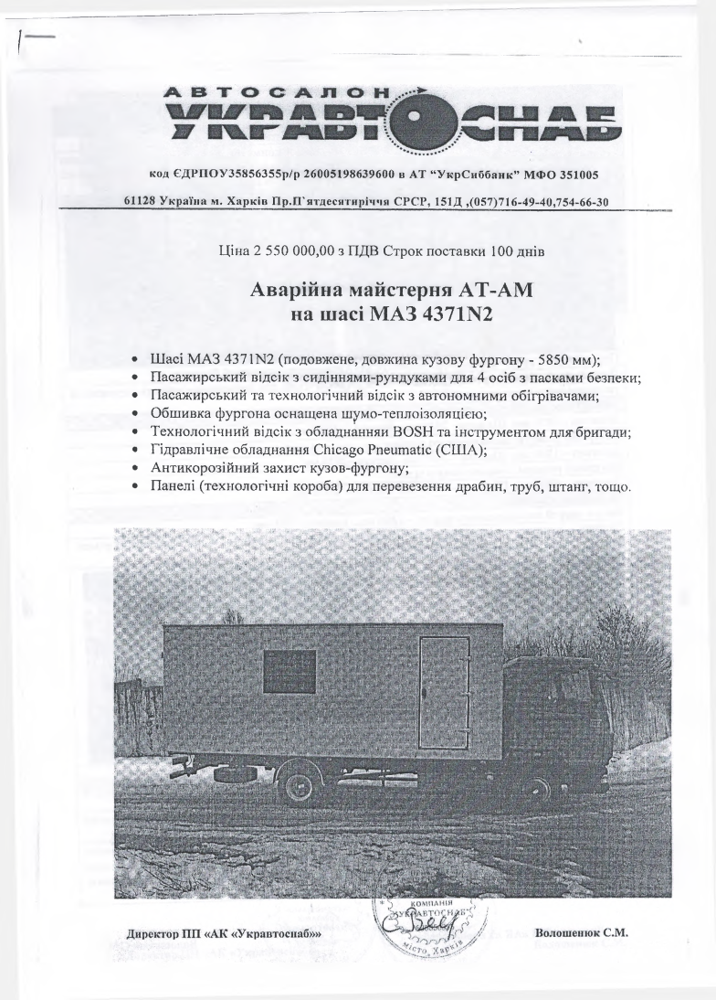 АВТОСАЛОН
УКРАВТОСНАБ
код ЄДРПОУ35856355р/р 26005198639600 в АТ "УкрСиббанк" МФО 351005
61128 Україна м. Харків Пр.П`ятдесятиріччя СРСР, 151Д ,(057)716-49-40,754-66-30
Ціна 2 550 000,00 з ПДВ Строк поставки 100 днів
Аварійна майстерня АТ-АМ
на шасі МАЗ 4371N2
• Шасі МАЗ 4371N2 (подовжене, довжина кузову фургону - 5850 мм);
• Пасажирський відсік з сидіннями-рундуками для 4 осіб з пасками безпеки;
• Пасажирський та технологічний відсік з автономними обігрівачами;
• Обшивка фургона оснащена шумо-теплоізоляцією;
• Технологічний відсік з обладнаняи BOSH та інструментом для бригади;
• Гідравлічне обладнання Chicago Pneumatic (США);
• Антикорозійний захист кузов-фургону;
• Панелі (технологічні короба) для перевезення драбин, труб, штанг, тощо.
КОМПАНІЯ
"УКРАВТОСНАБ"
місто Харків
Директор ПП «АК «Укравтоснаб»» Волошенюк С.М.